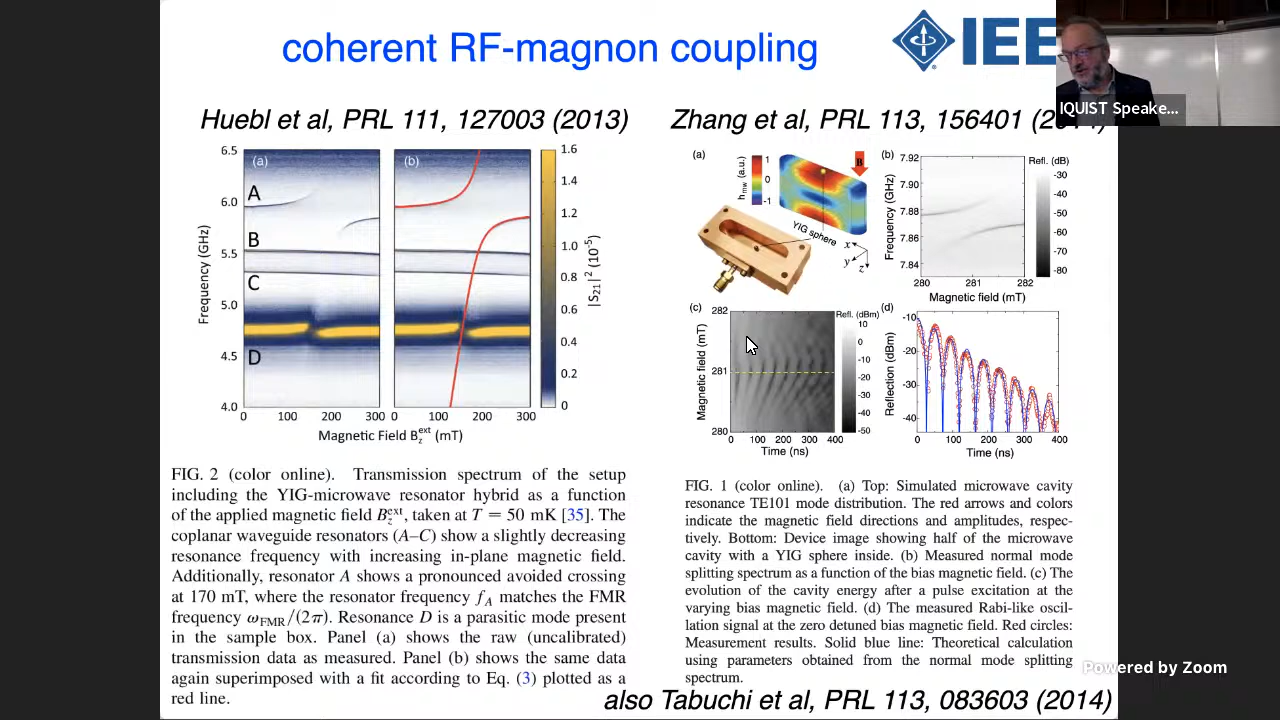 coherent RF-magnon coupling
IEE
IQUIST Speake...
Huebl et al, PRL 111, 127003 (2013)
Zhang et al, PRL 113, 156401 (2014)
(a)
(b)
6.5
6.0
5.5
5.0
4.5
4.0
Frequency (GHz)
A
B
C
D
0 100 200 300
0 100 200 300
Magnetic Field B_z^ext (mT)
1.6
1.4
1.2
1.0
0.8
0.6
0.4
0.2
0
|S21|² (10⁻⁵)
FIG. 2 (color online). Transmission spectrum of the setup
including the YIG-microwave resonator hybrid as a function
of the applied magnetic field B_z^ext, taken at T = 50 mK [35]. The
coplanar waveguide resonators (A–C) show a slightly decreasing
resonance frequency with increasing in-plane magnetic field.
Additionally, resonator A shows a pronounced avoided crossing
at 170 mT, where the resonator frequency f_A matches the FMR
frequency ω_FMR/(2π). Resonance D is a parasitic mode present
in the sample box. Panel (a) shows the raw (uncalibrated)
transmission data as measured. Panel (b) shows the same data
again superimposed with a fit according to Eq. (3) plotted as a
red line.
(a)
h_mw (a.u.)
1
0
-1
B
YIG sphere
x
y
z
(b)
7.92
7.90
7.88
7.86
7.84
Frequency (GHz)
280 281 282
Magnetic field (mT)
Refl. (dB)
-30
-40
-50
-60
-70
-80
(c)
282
281
280
Magnetic field (mT)
0 100 200 300 400
Time (ns)
Refl. (dBm)
10
0
-10
-20
-30
-40
-50
(d)
-10
-20
-30
-40
Reflection (dBm)
0 100 200 300 400
Time (ns)
FIG. 1 (color online). (a) Top: Simulated microwave cavity
resonance TE101 mode distribution. The red arrows and colors
indicate the magnetic field directions and amplitudes, respec-
tively. Bottom: Device image showing half of the microwave
cavity with a YIG sphere inside. (b) Measured normal mode
splitting spectrum as a function of the bias magnetic field. (c) The
evolution of the cavity energy after a pulse excitation at the
varying bias magnetic field. (d) The measured Rabi-like oscil-
lation signal at the zero detuned bias magnetic field. Red circles:
Measurement results. Solid blue line: Theoretical calculation
using parameters obtained from the normal mode splitting
spectrum.
Powered by Zoom
also Tabuchi et al, PRL 113, 083603 (2014)